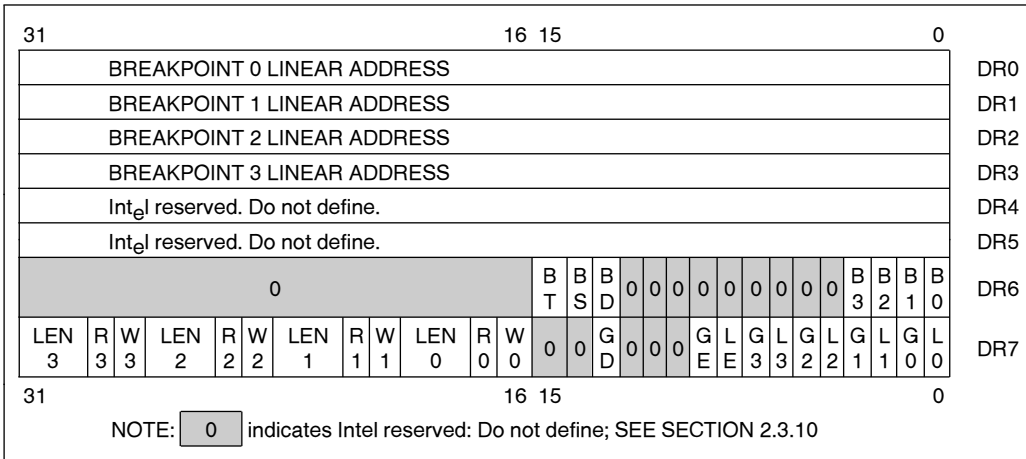 31 16 15 0
BREAKPOINT 0 LINEAR ADDRESS DR0
BREAKPOINT 1 LINEAR ADDRESS DR1
BREAKPOINT 2 LINEAR ADDRESS DR2
BREAKPOINT 3 LINEAR ADDRESS DR3
Intel reserved. Do not define. DR4
Intel reserved. Do not define. DR5
0 BT BS BD 0 0 0 0 0 0 0 0 0 B3 B2 B1 B0 DR6
LEN 3 R3 W3 LEN 2 R2 W2 LEN 1 R1 W1 LEN 0 R0 W0 0 0 GD 0 0 0 GE LE G3 L3 G2 L2 G1 L1 G0 L0 DR7
31 16 15 0
NOTE: 0 indicates Intel reserved: Do not define; SEE SECTION 2.3.10